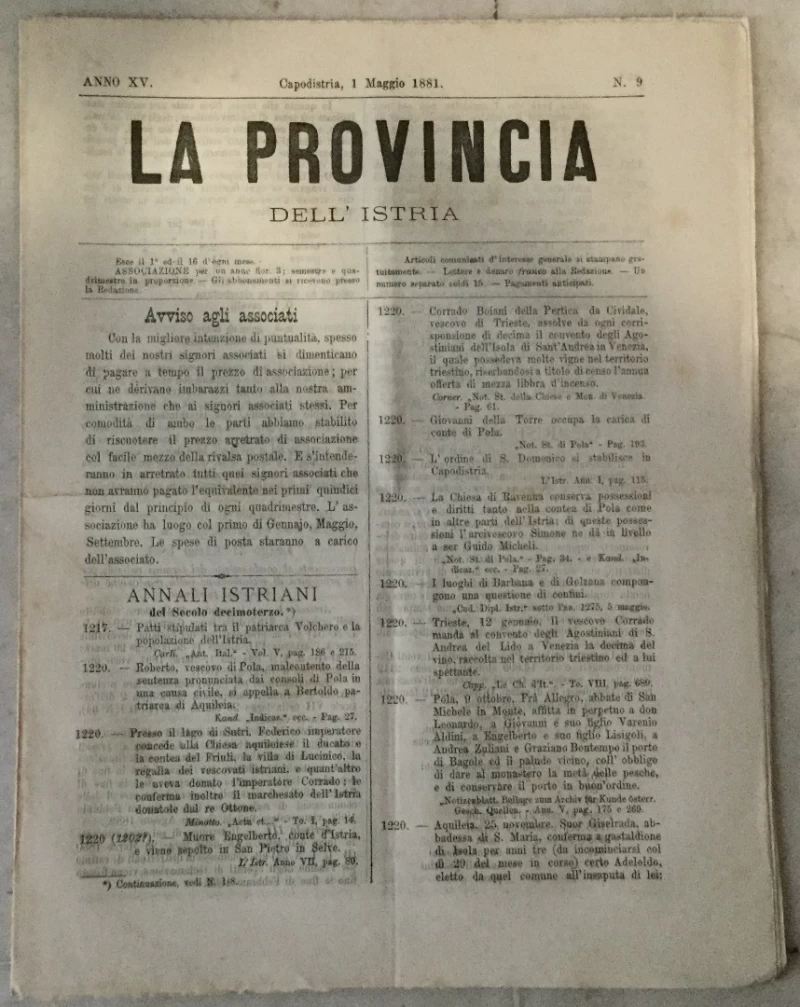 ANNO XV.
Capodistria, 1 Maggio 1881.
N. 9
LA PROVINCIA
DELL' ISTRIA
Esce il 1° ed il 16 d'ogni mese.
ASSOCIAZIONE per un anno fior. 3; semestre e qua-
drimestre in proporzione — Gli abbonamenti si ricevono presso
la Redazione.
Articoli comunicati d'interesse generale si stampano gra-
tuitamente. — Lettere e denaro franco alla Redazione. — Un
numero separato soldi 15. — Pagamenti anticipati.
Avviso agli associati
Con la migliore intenzione di puntualità, spesso
molti dei nostri signori associati si dimenticano
di pagare a tempo il prezzo di associazione; per
cui ne derivano imbarazzi tanto alla nostra am-
ministrazione che ai signori associati stessi. Per
comodità di ambo le parti abbiamo stabilito
di riscuotere il prezzo arretrato di associazione
col facile mezzo della rivalsa postale. E s'intende-
ranno in arretrato tutti quei signori associati che
non avranno pagato l'equivalente nei primi quindici
giorni dal principio di ogni quadrimestre. L' as-
sociazione ha luogo col primo di Gennajo, Maggio,
Settembre. Le spese di posta staranno a carico
dell'associato.
ANNALI ISTRIANI
del Secolo decimoterzo.*)
1217. — Patti stipulati tra il patriarca Volchero e la
popolazione dell'Istria.
Carli. „Ant. Ital.“ - Vol. V, pag. 186 e 215.
1220. — Roberto, vescovo di Pola, malcontento della
sentenza pronunciata dai consoli di Pola in
una causa civile, si appella a Bertoldo pa-
triarca di Aquileia.
Kand. „Indicaz.“ ecc. - Pag. 27.
1220. — Presso il lago di Sutri. Federico imperatore
concede alla Chiesa aquileiese il ducato e
la contea del Friuli, la villa di Lucinico, la
regalia dei vescovati istriani, e quant'altro
le aveva donato l'imperatore Corrado; le
conferma inoltre il marchesato dell'Istria
donatole dal re Ottone.
Minotto. „Acta et...“ - To. I, pag. 14.
1220 (1202?). — Muore Engelberto, conte d'Istria,
e viene sepolto in San Pietro in Selve.
L'Istr. Anno VII, pag. 89.
*) Continuazione, vedi N. 1-8.
1220. — Corrado Boiani della Pertica da Cividale,
vescovo di Trieste, assolve da ogni corri-
sponsione di decima il convento degli Ago-
stiniani dell'Isola di Sant'Andrea in Venezia,
il quale possedeva molte vigne nel territorio
triestino, riserbandosi a titolo di censo l'annua
offerta di mezza libbra d'incenso.
Corner. „Not. St. della Chiese e Mon. di Venezia
- Pag. 61.
1220. — Giovanni della Torre occupa la carica di
conte di Pola.
„Not. St. di Pola“ - Pag. 193.
1220. — L' ordine di S. Domenico si stabilisce in
Capodistria.
L'Istr. Ann. I, pag. 115.
1220. — La Chiesa di Ravenna conserva possessioni
e diritti tanto nella contea di Pola come
in altre parti dell' Istria; di queste posses-
sioni l'arcivescovo Simone ne dà in livello
a ser Guido Micheli.
„Not. St. di Pola.“ - Pag. 34. - e Kand. „In-
dicaz.“ ecc. - Pag. 27.
1220. — I luoghi di Barbana e di Golzana compon-
gono una questione di confini.
„Cod. Dipl. Istr.“ sotto l'an. 1275, 5 maggio.
1220. — Trieste, 12 gennaio. Il vescovo Corrado
manda al convento degli Agostiniani di S.
Andrea del Lido a Venezia la decima del
vino, raccolta nel territorio triestino ed a lui
spettante.
Capp. „Le Ch. d'It.“ - To. VIII, pag. 689.
1220. — Pola, 9 ottobre. Frà Allegro, abbate di San
Michele in Monte, affitta in perpetuo a don
Leonardo, a Giovanni e suo figlio Varenio
Aldini, a Engelberto e suo figlio Lisigoli, a
Andrea Zuliani e Graziano Bontempo il porto
di Bagole ed il palude vicino, coll' obbligo
di dare al monastero la metà delle pesche,
e di conservare il porto in buon'ordine.
„Notizenblatt. Beilage zum Archiv für Kunde österr.
Gesch. Quellen. - Ann. V, pag. 175 e 269.
1220. — Aquileia. 25 novembre. Suor Giselrada, ab-
badessa di S. Maria, conferma a gastaldione
di Isola per anni tre (da incominciarsi col
dì 29 del mese in corso) certo Adeloldo,
eletto da quel comune all'insaputa di lei;